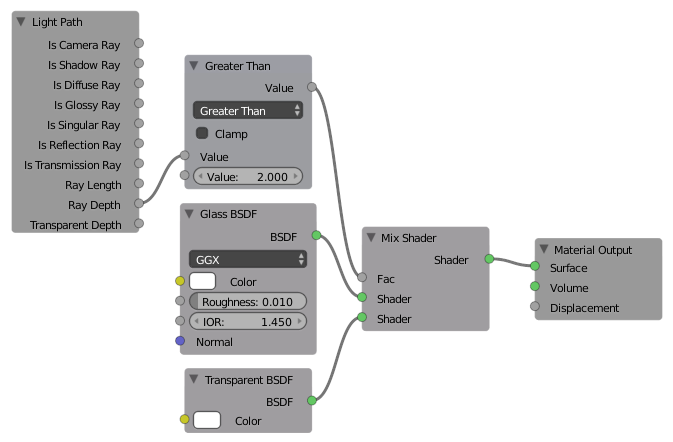 Light Path
Is Camera Ray
Is Shadow Ray
Is Diffuse Ray
Is Glossy Ray
Is Singular Ray
Is Reflection Ray
Is Transmission Ray
Ray Length
Ray Depth
Transparent Depth
Greater Than
Value
Greater Than
Clamp
Value
Value: 2.000
Glass BSDF
BSDF
GGX
Color
Roughness: 0.010
IOR: 1.450
Normal
Transparent BSDF
BSDF
Color
Mix Shader
Shader
Fac
Shader
Shader
Material Output
Surface
Volume
Displacement